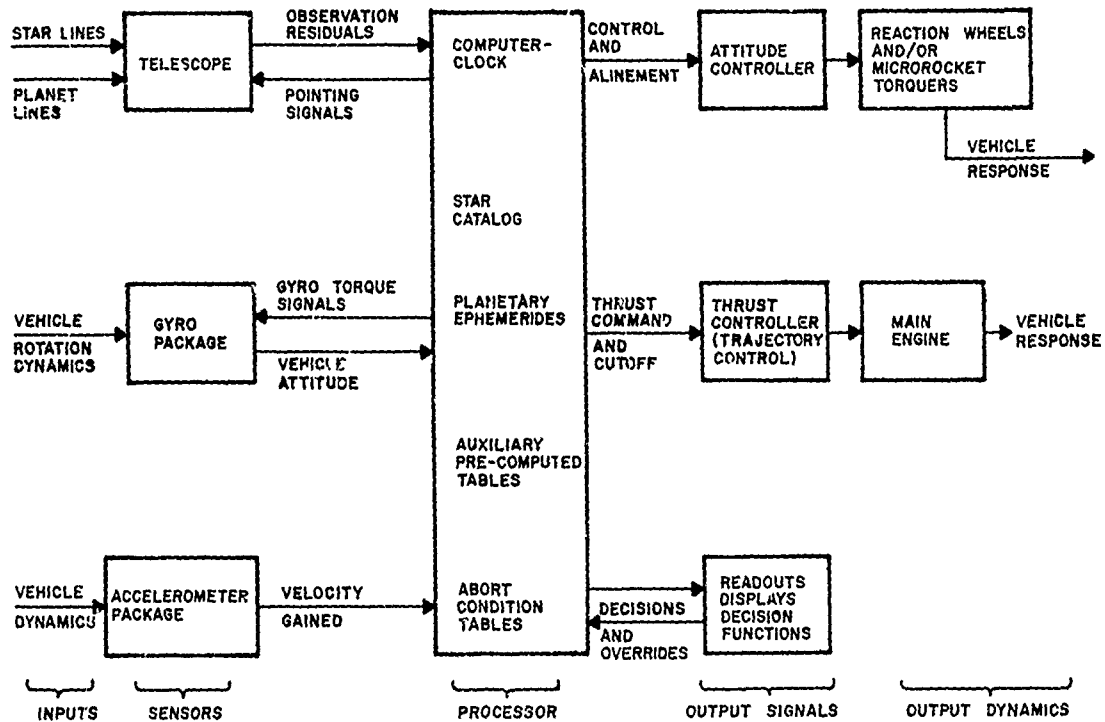 STAR LINES
PLANET
LINES
TELESCOPE
OBSERVATION
RESIDUALS
POINTING
SIGNALS
COMPUTER-
CLOCK
CONTROL
AND
ALINEMENT
ATTITUDE
CONTROLLER
REACTION WHEELS
AND/OR
MICROROCKET
TORQUERS
VEHICLE
RESPONSE
STAR
CATALOG
VEHICLE
ROTATION
DYNAMICS
GYRO
PACKAGE
GYRO TORQUE
SIGNALS
VEHICLE
ATTITUDE
PLANETARY
EPHEMERIDES
THRUST
COMMAND
AND
CUTOFF
THRUST
CONTROLLER
(TRAJECTORY
CONTROL)
MAIN
ENGINE
VEHICLE
RESPONSE
AUXILIARY
PRE-COMPUTED
TABLES
VEHICLE
DYNAMICS
ACCELEROMETER
PACKAGE
VELOCITY
GAINED
ABORT
CONDITION
TABLES
DECISIONS
AND
OVERRIDES
READOUTS
DISPLAYS
DECISION
FUNCTIONS
INPUTS
SENSORS
PROCESSOR
OUTPUT SIGNALS
OUTPUT DYNAMICS